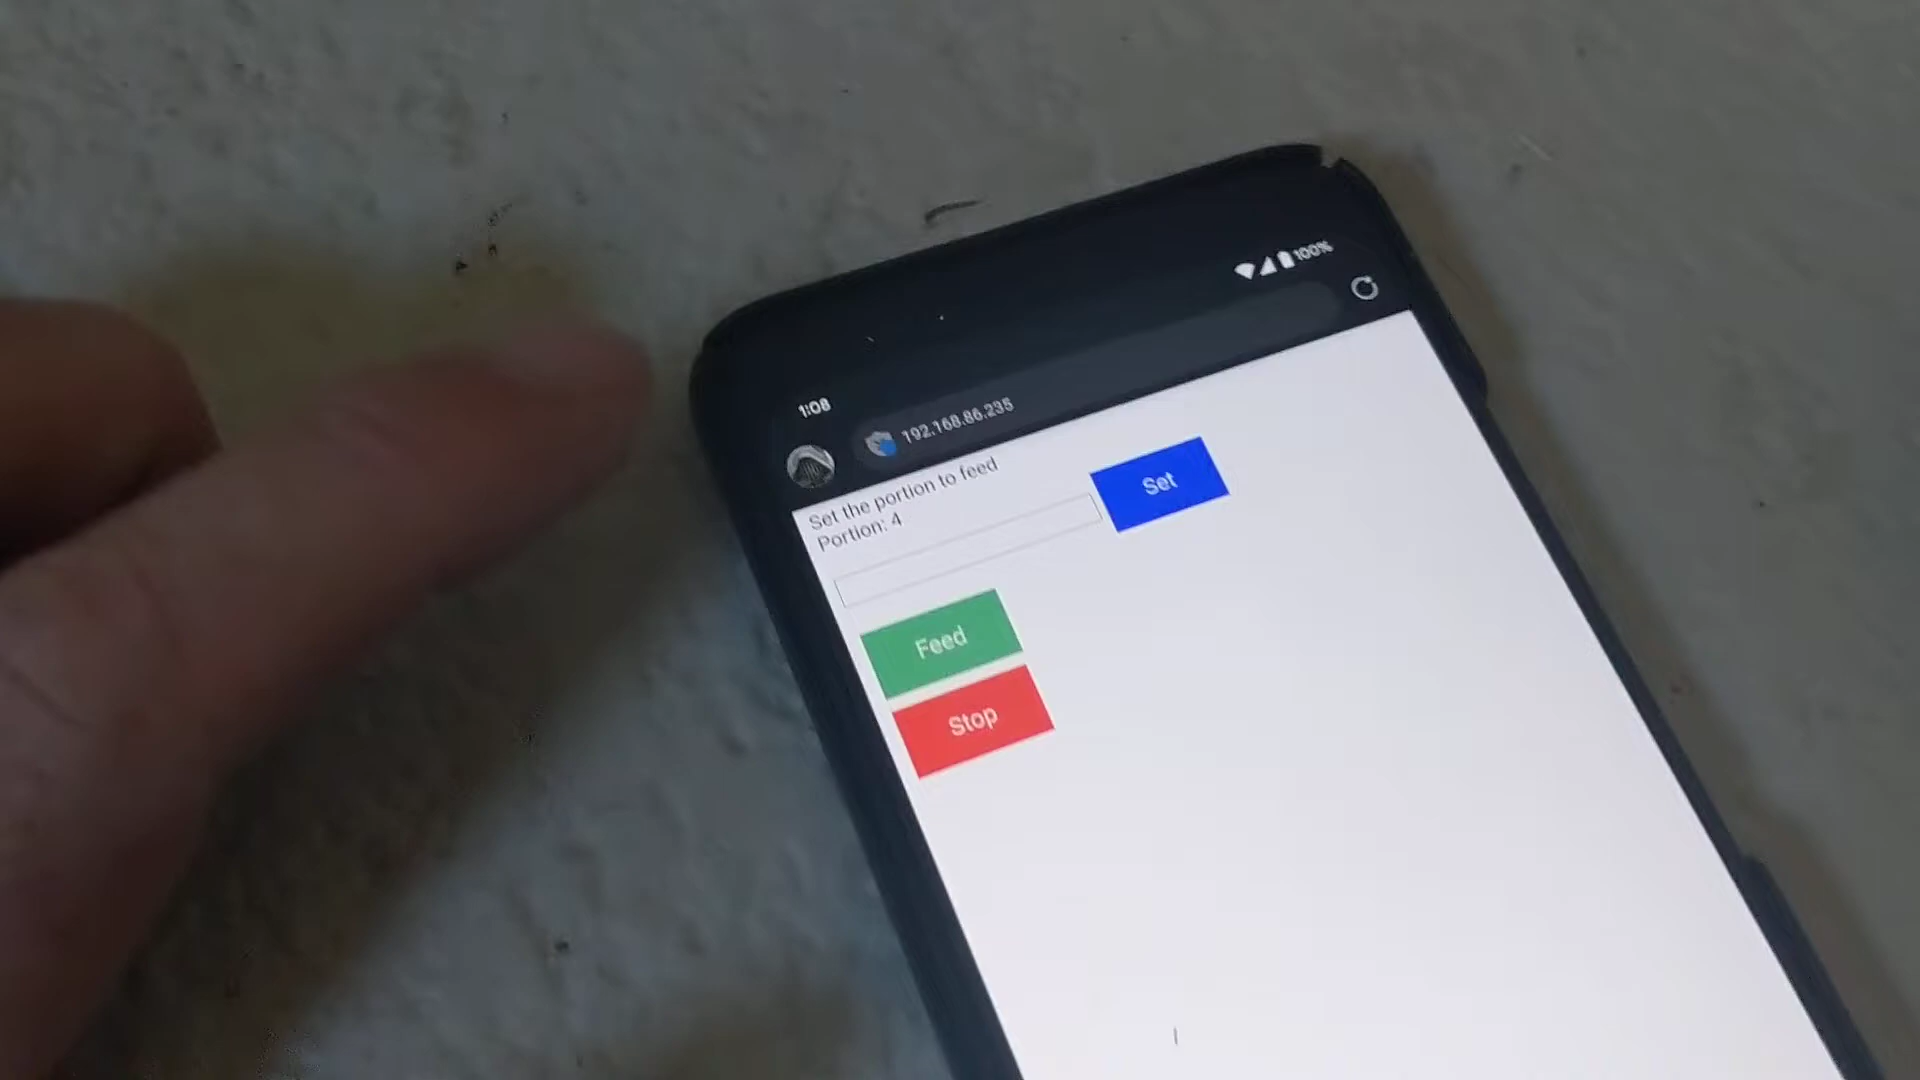 1:08
100%
192.168.86.235
Set the portion to feed
Portion: 4
Set
Feed
Stop